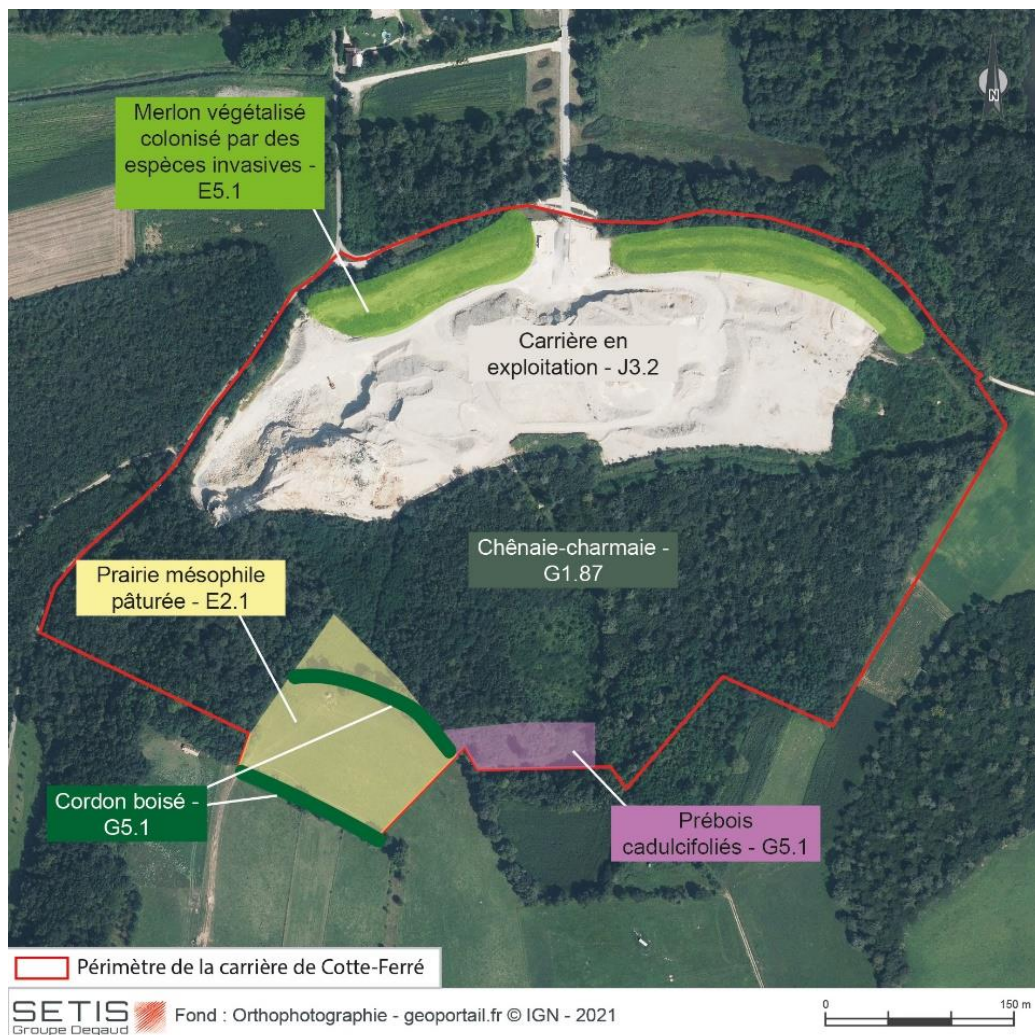 N
Merlon végétalisé
colonisé par des
espèces invasives -
E5.1
Carrière en
exploitation - J3.2
Chênaie-charmaie -
G1.87
Prairie mésophile
pâturée - E2.1
Cordon boisé -
G5.1
Prébois
cadulcifoliés - G5.1
Périmètre de la carrière de Cotte-Ferré
SETIS
Groupe Degaud
Fond : Orthophotographie - geoportail.fr © IGN - 2021
0 150 m